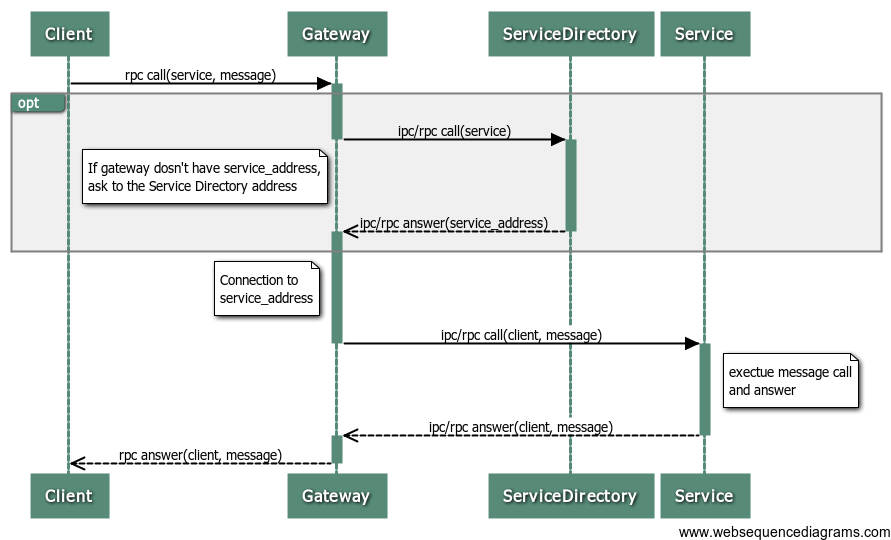 Client Gateway ServiceDirectory Service
rpc call(service, message)
opt
ipc/rpc call(service)
If gateway dosn't have service_address,
ask to the Service Directory address
ipc/rpc answer(service_address)
Connection to
service_address
ipc/rpc call(client, message)
exectue message call
and answer
ipc/rpc answer(client, message)
rpc answer(client, message)
Client Gateway ServiceDirectory Service
www.websequencediagrams.com